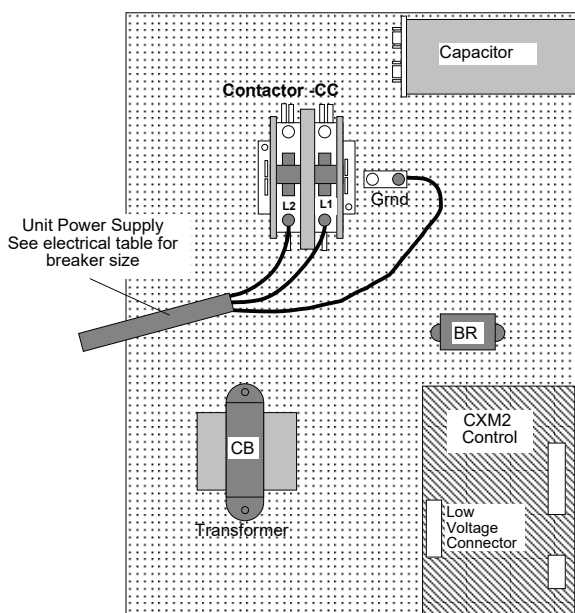 Capacitor
Contactor -CC
L2
L1
Grnd
Unit Power Supply
See electrical table for
breaker size
BR
CXM2
Control
CB
Low
Voltage
Connector
Transformer